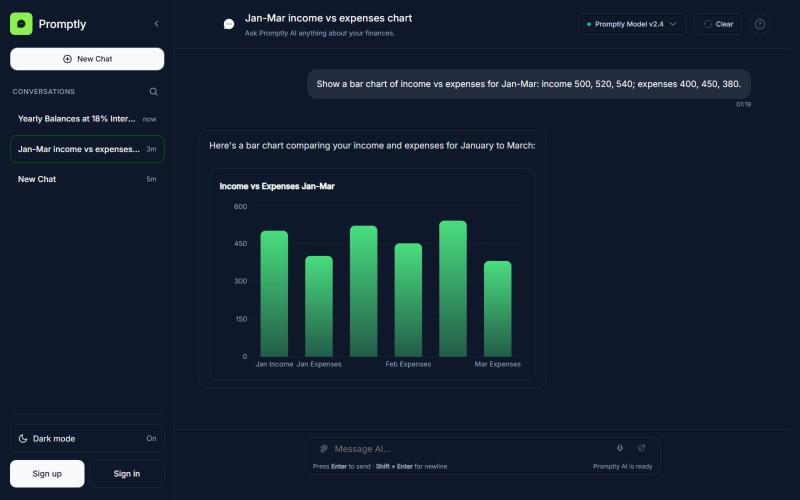 Promptly
New Chat
CONVERSATIONS
Yearly Balances at 18% Inter... now
Jan-Mar income vs expenses... 3m
New Chat 5m
Dark mode On
Sign up Sign in
Jan-Mar income vs expenses chart
Ask Promptly AI anything about your finances.
Promptly Model v2.4
Clear
?
Show a bar chart of income vs expenses for Jan-Mar: income 500, 520, 540; expenses 400, 450, 380.
01:19
Here's a bar chart comparing your income and expenses for January to March:
Income vs Expenses Jan-Mar
600
450
300
150
0
Jan Income Jan Expenses Feb Expenses Mar Expenses
Message AI...
Press Enter to send · Shift + Enter for newline
Promptly AI is ready